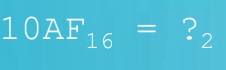 10AF₁₆ = ?₂